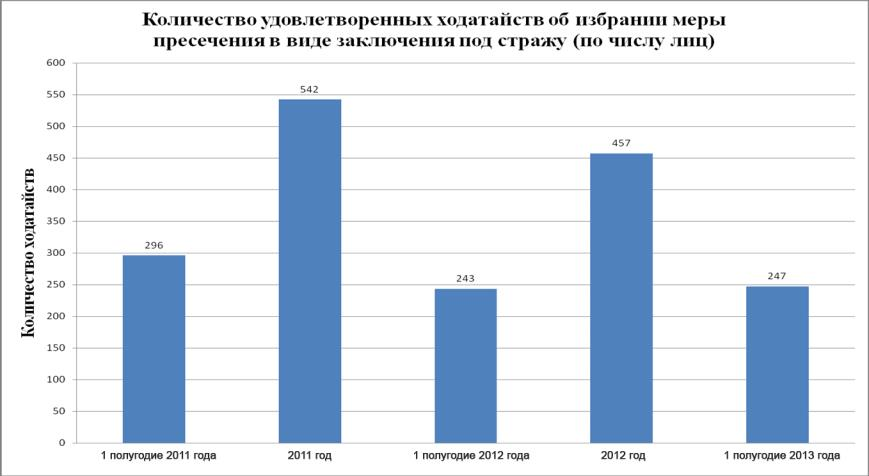 Количество удовлетворенных ходатайств об избрании меры
пресечения в виде заключения под стражу (по числу лиц)
Количество ходатайств
600
550
500
450
400
350
300
250
200
150
100
50
0
296
542
243
457
247
1 полугодие 2011 года
2011 год
1 полугодие 2012 года
2012 год
1 полугодие 2013 года